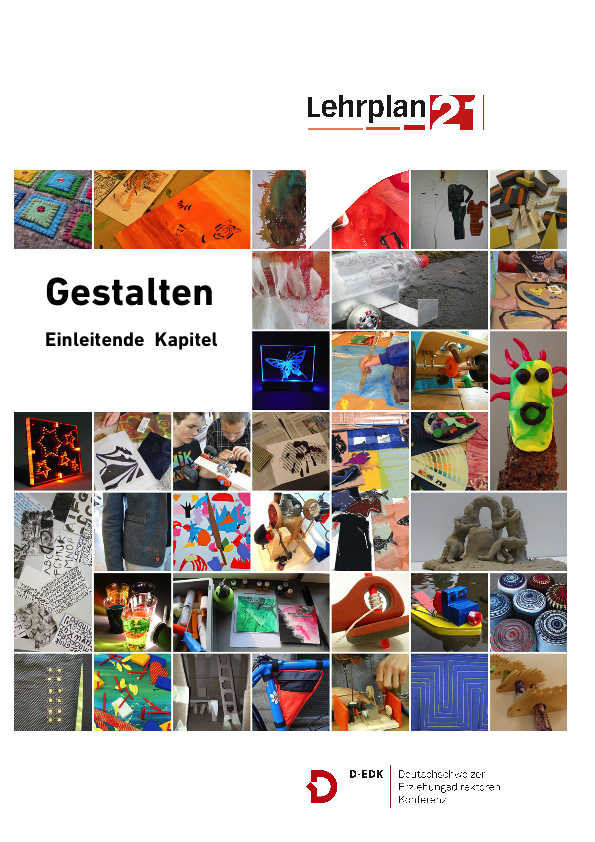 Lehrplan 21
Gestalten
Einleitende Kapitel
D-EDK
Deutschschweizer
Erziehungsdirektoren
Konferenz